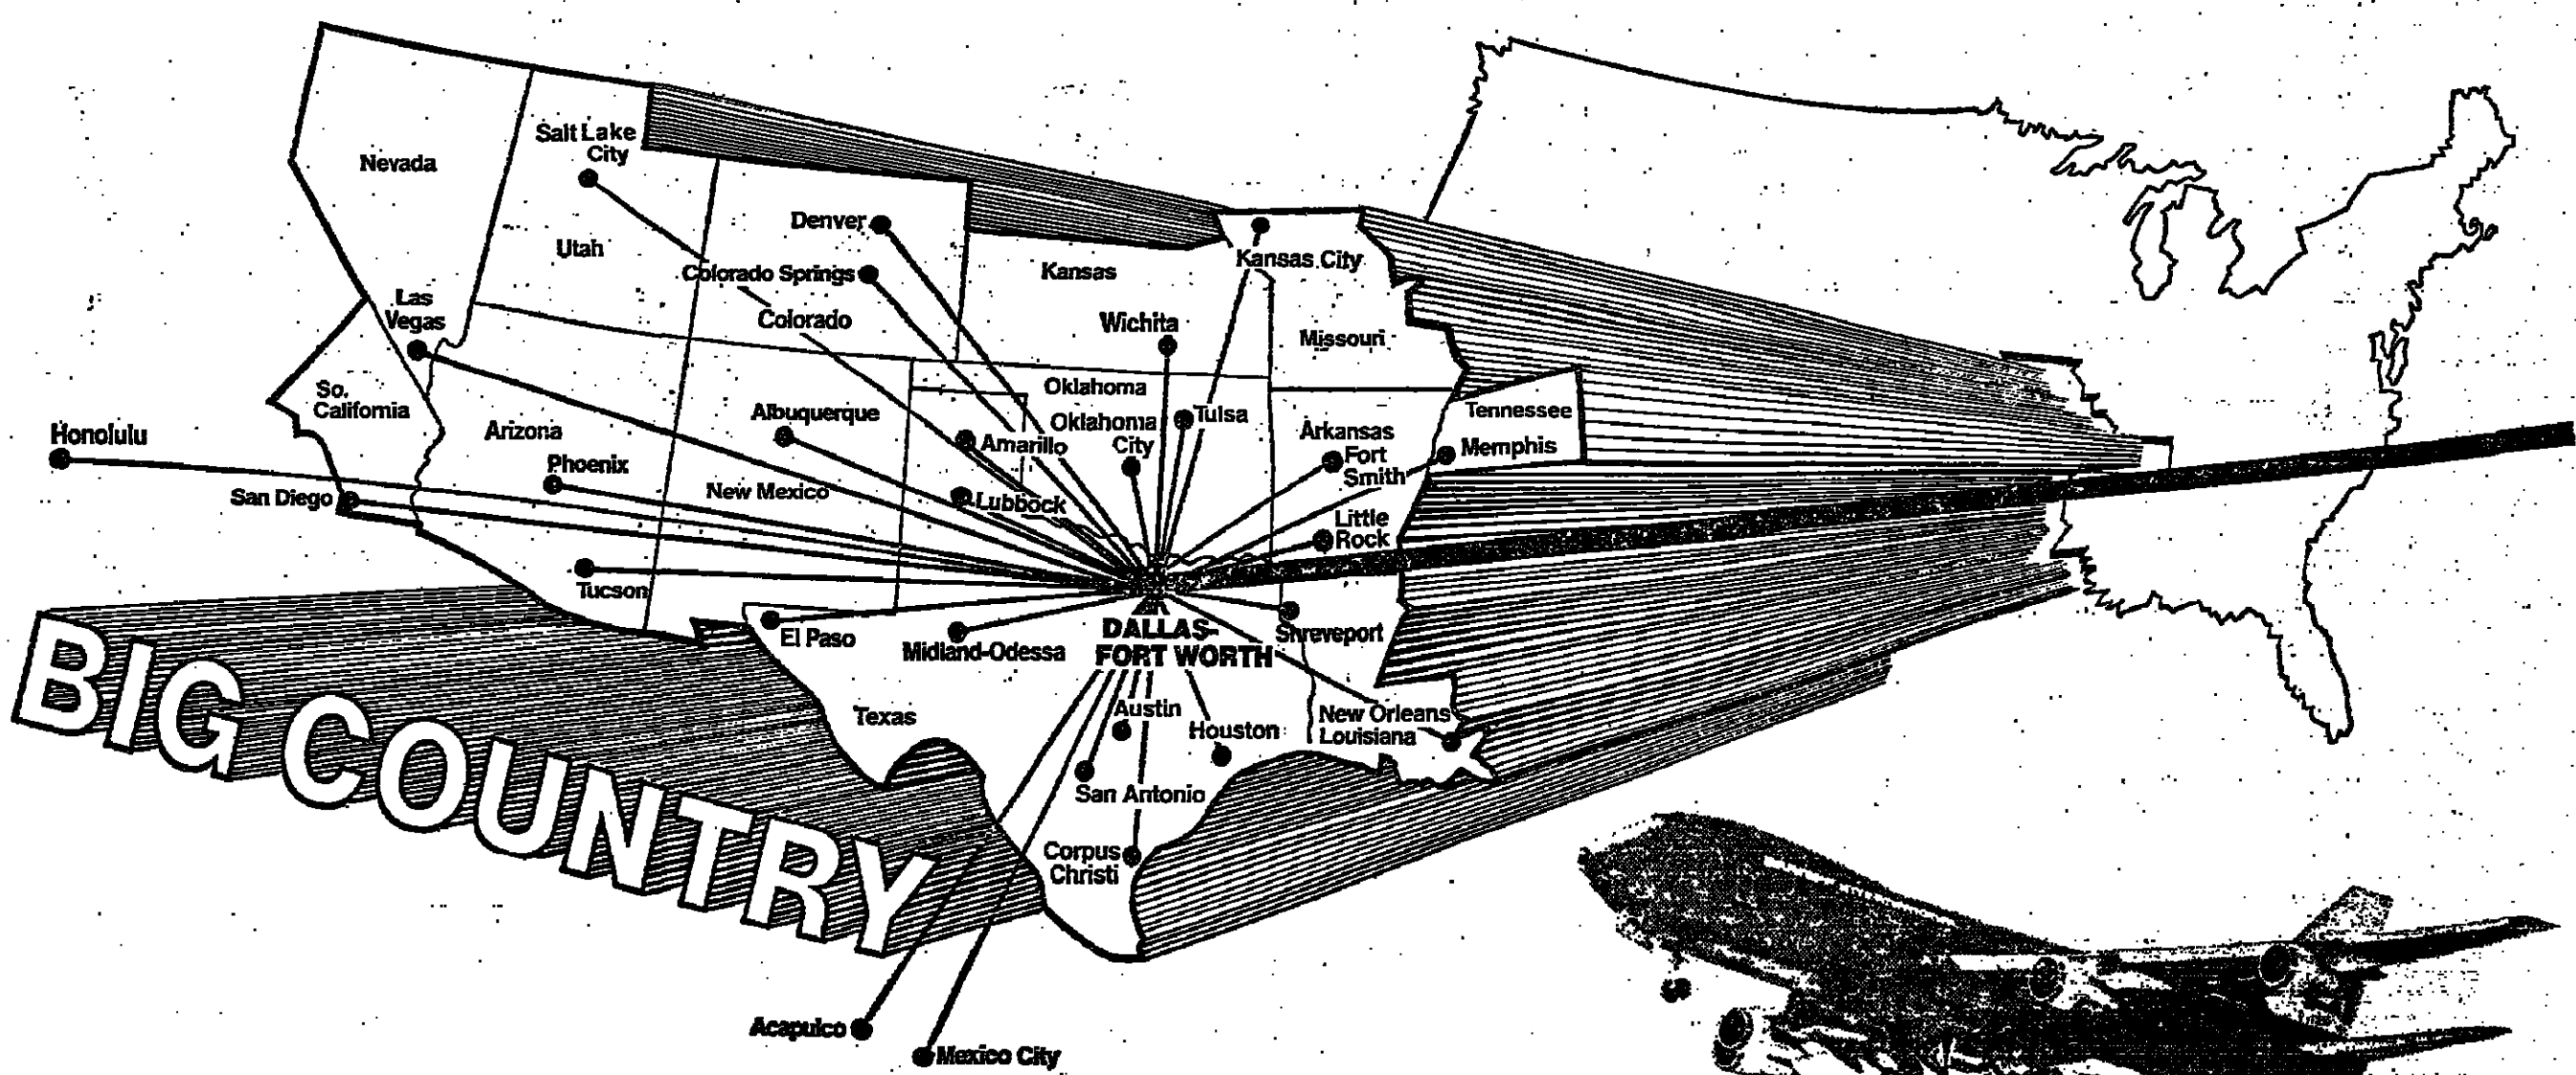 Salt Lake
City
Nevada
Denver
Utah
Kansas City
Colorado Springs
Kansas
Las
Vegas
Colorado
Wichita
Missouri
So.
California
Oklahoma
Albuquerque
Oklahoma
City
Tulsa
Tennessee
Honolulu
Arizona
Amarillo
Arkansas
Memphis
Phoenix
Fort
Smith
San Diego
New Mexico
Lubbock
Little
Rock
Tucson
El Paso
Midland-Odessa
DALLAS-
FORT WORTH
Shreveport
BIG COUNTRY
Texas
Austin
Houston
New Orleans
Louisiana
San Antonio
Corpus
Christi
Acapulco
Mexico City